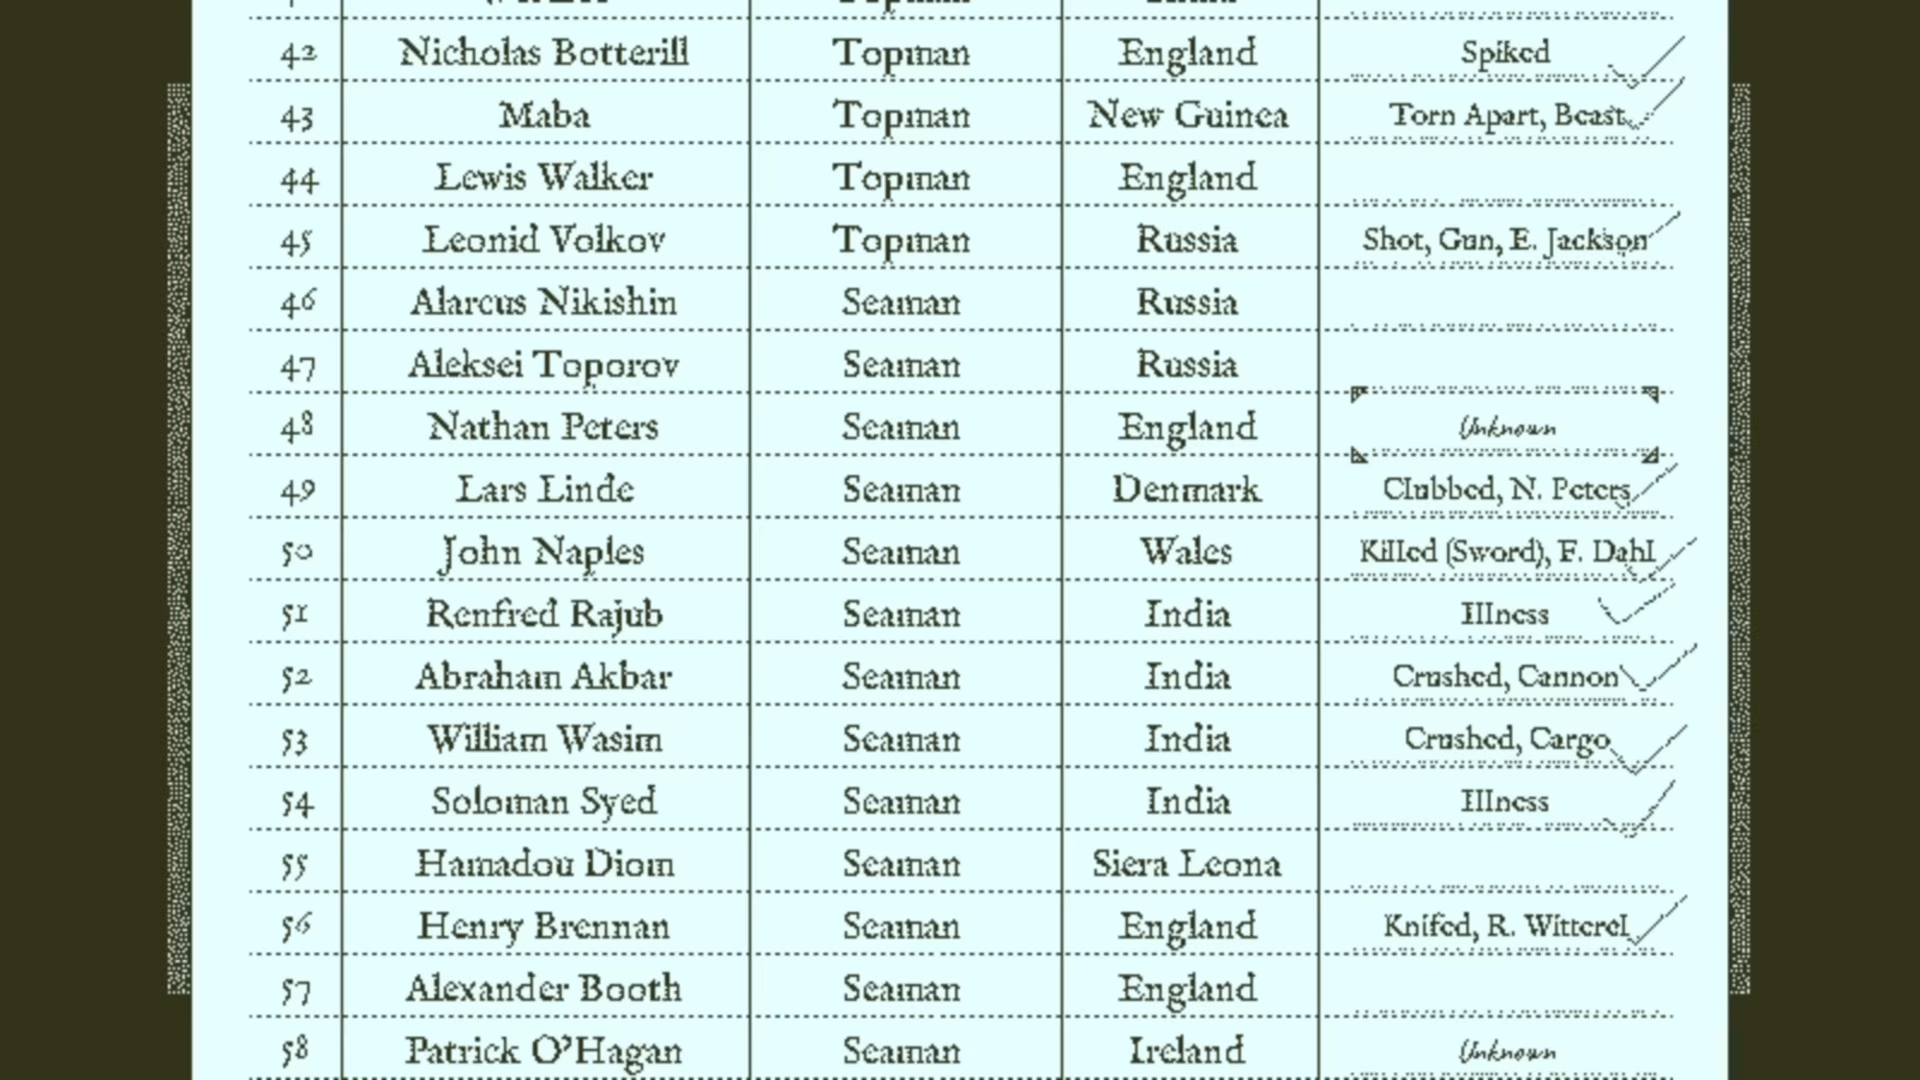 42 Nicholas Botterill Topman England Spiked
43 Maba Topman New Guinea Torn Apart, Beast
44 Lewis Walker Topman England
45 Leonid Volkov Topman Russia Shot, Gun, E. Jackson
46 Alarcus Nikishin Seaman Russia
47 Aleksei Toporov Seaman Russia
48 Nathan Peters Seaman England Unknown
49 Lars Linde Seaman Denmark Clubbed, N. Peters
50 John Naples Seaman Wales Killed (Sword), F. Dahl
51 Renfred Rajub Seaman India Illness
52 Abraham Akbar Seaman India Crushed, Cannon
53 William Wasim Seaman India Crushed, Cargo
54 Soloman Syed Seaman India Illness
55 Hamadou Diom Seaman Siera Leona
56 Henry Brennan Seaman England Knifed, R. Witterel
57 Alexander Booth Seaman England
58 Patrick O'Hagan Seaman Ireland Unknown